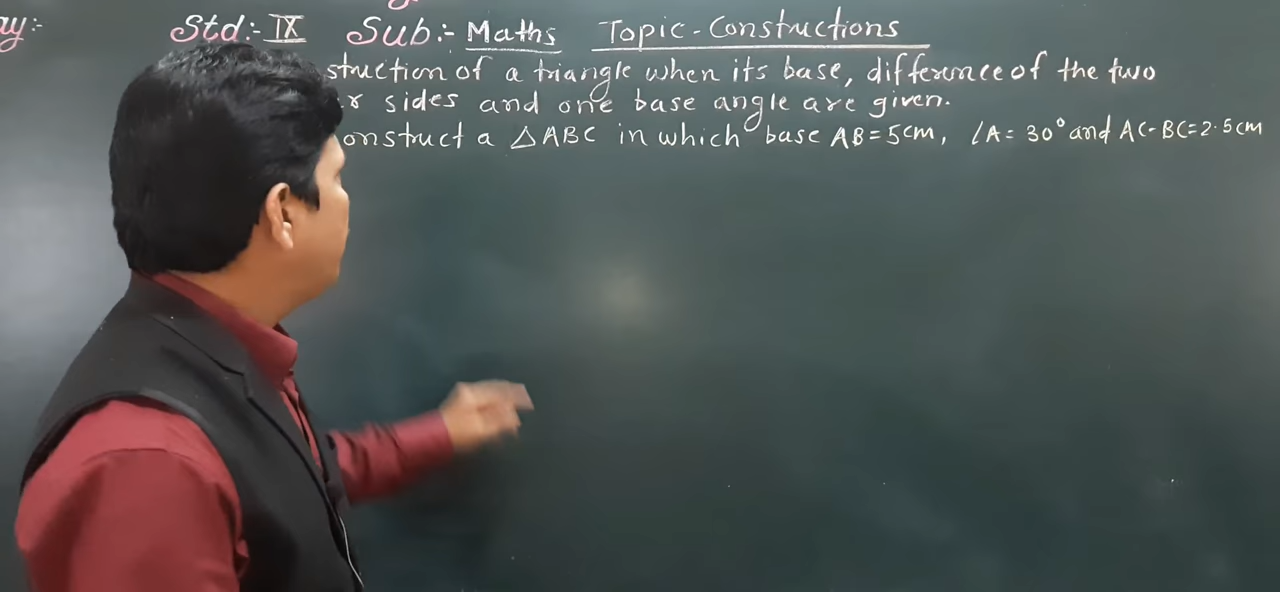 ay:- Std:- IX Sub:- Maths Topic - Constructions
struction of a triangle when its base, difference of the two
r sides and one base angle are given.
onstruct a △ABC in which base AB = 5cm, ∠A = 30° and AC - BC = 2.5cm